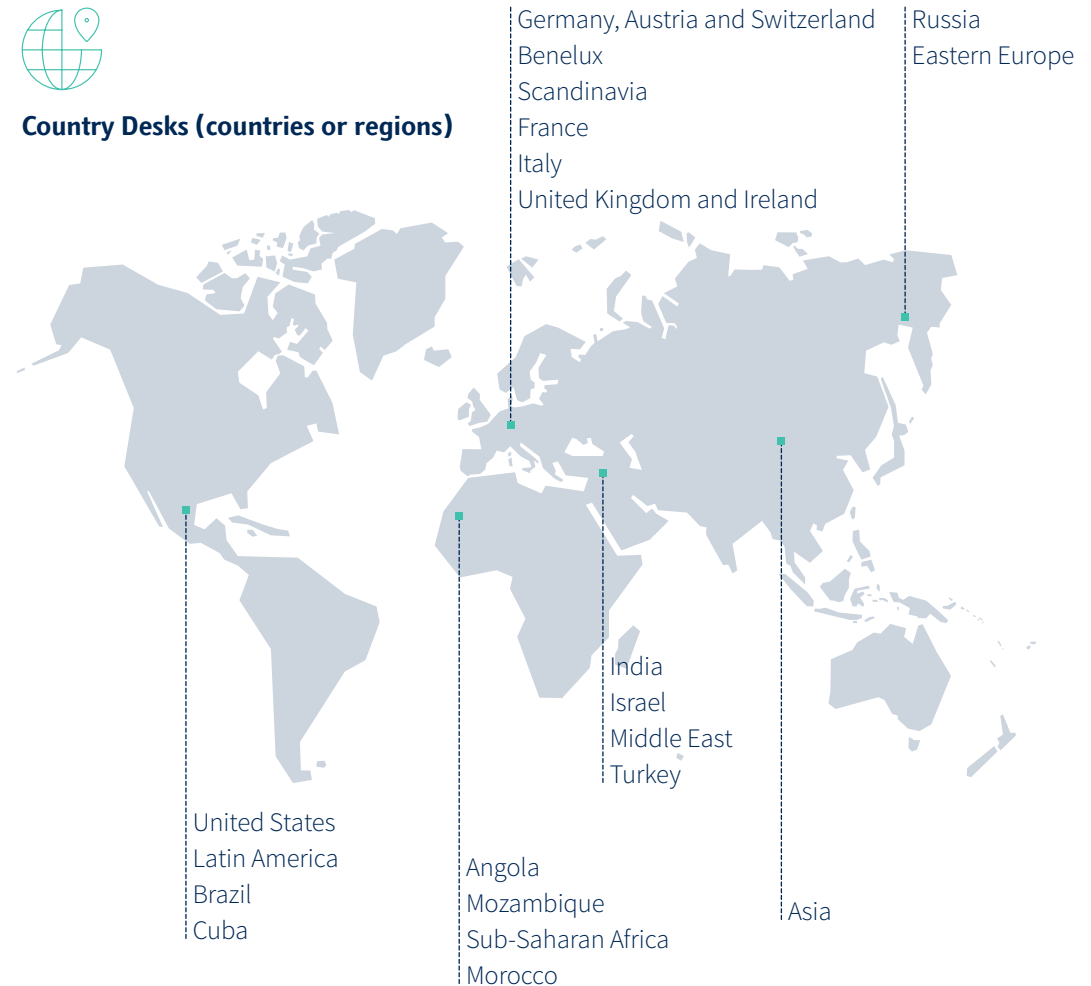 Country Desks (countries or regions)
Germany, Austria and Switzerland
Benelux
Scandinavia
France
Italy
United Kingdom and Ireland
Russia
Eastern Europe
United States
Latin America
Brazil
Cuba
Angola
Mozambique
Sub-Saharan Africa
Morocco
India
Israel
Middle East
Turkey
Asia